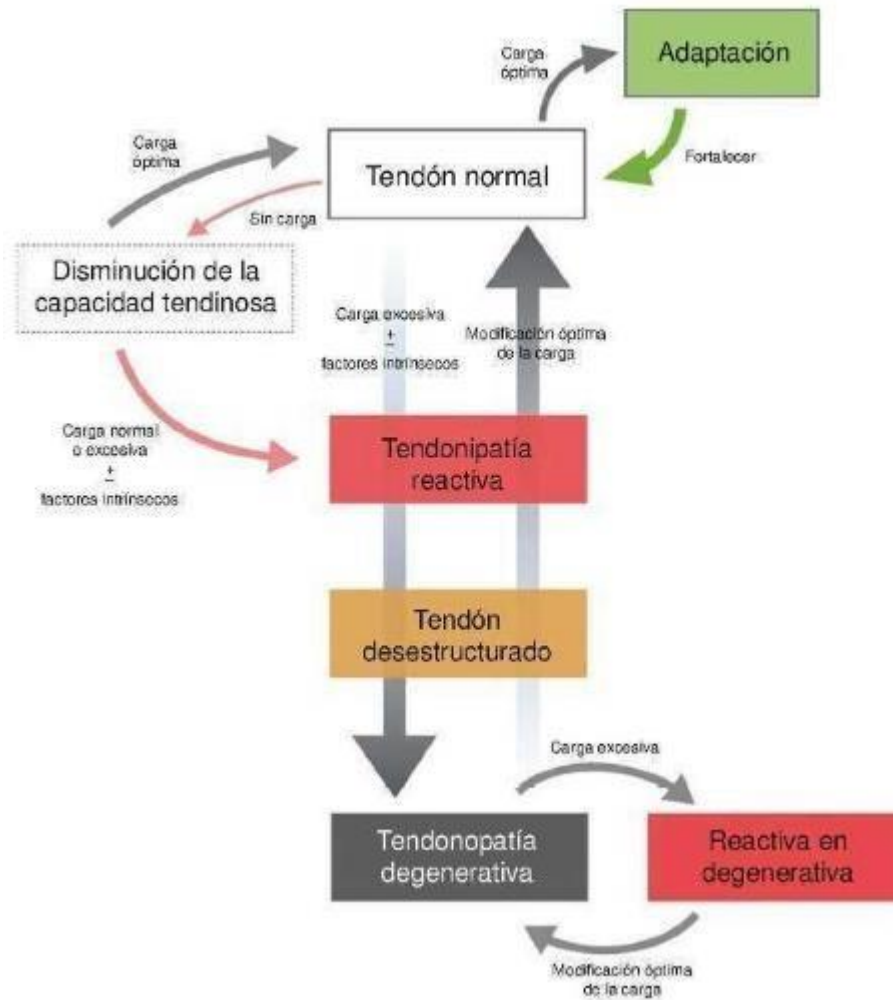 Carga
óptima
Adaptación
Carga
óptima
Tendón normal
Fortalecer
Sin carga
Disminución de la
capacidad tendinosa
Carga excesiva
+
factores intrínsecos
Modificación óptima
de la carga
Carga normal
o excesiva
±
factores intrínsecos
Tendonipatía
reactiva
Tendón
desestructurado
Carga excesiva
Tendonopatía
degenerativa
Reactiva en
degenerativa
Modificación óptima
de la carga